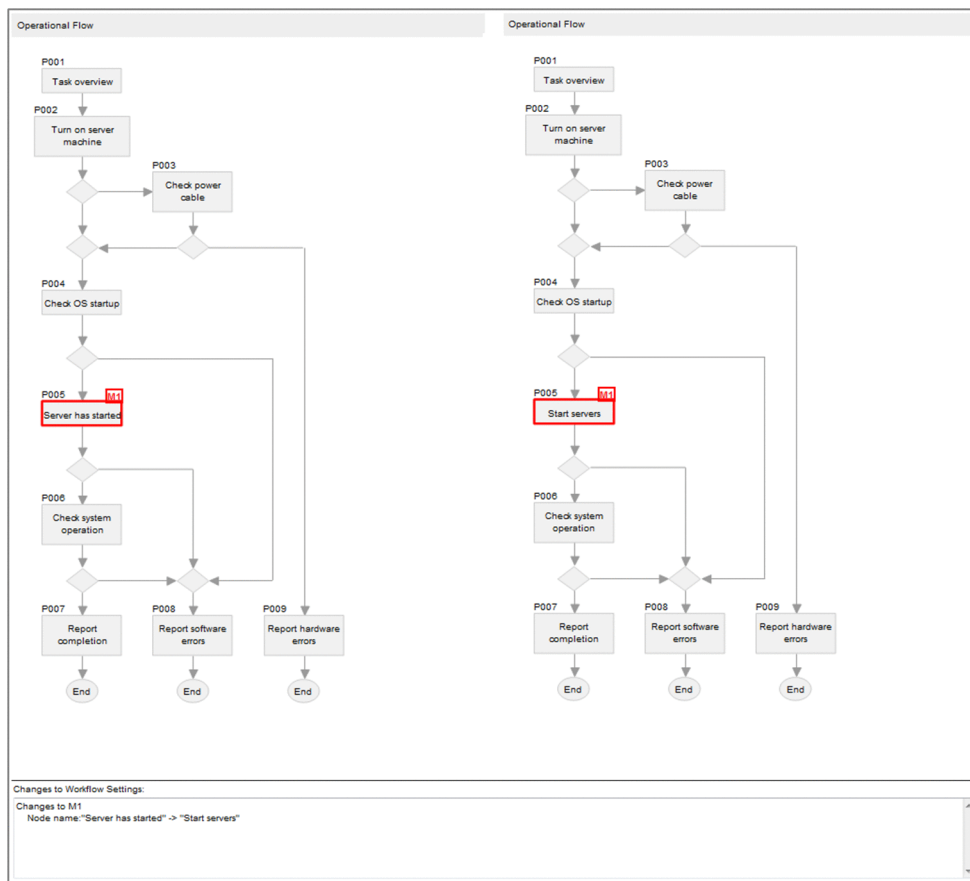 Operational Flow
P001
Task overview
P002
Turn on server
machine
P003
Check power
cable
P004
Check OS startup
P005
M1
Server has started
P006
Check system
operation
P007
Report
completion
P008
Report software
errors
P009
Report hardware
errors
End
End
End
Operational Flow
P001
Task overview
P002
Turn on server
machine
P003
Check power
cable
P004
Check OS startup
P005
M1
Start servers
P006
Check system
operation
P007
Report
completion
P008
Report software
errors
P009
Report hardware
errors
End
End
End
Changes to Workflow Settings:
Changes to M1
Node name:"Server has started" -> "Start servers"